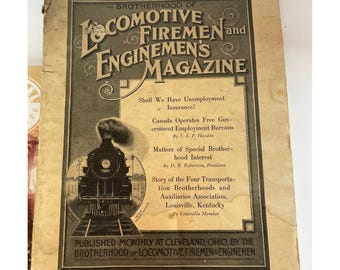 BROTHERHOOD OF
LOCOMOTIVE
FIREMEN and
ENGINEMEN'S
MAGAZINE
Shall We Have Unemployment
Insurance?
Canada Operates Free Gov-
ernment Employment Bureaus
By J. A. P. Haydon
Matters of Special Brother-
hood Interest
By D. B. Robertson, President
Story of the Four Transporta-
tion Brotherhoods and
Auxiliaries Association,
Louisville, Kentucky
By Louisville Member
PUBLISHED MONTHLY AT CLEVELAND, OHIO, BY THE
BROTHERHOOD OF LOCOMOTIVE FIREMEN AND ENGINEMEN